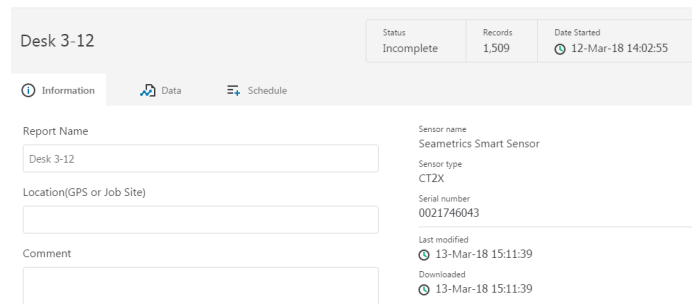 Desk 3-12
Status
Incomplete
Records
1,509
Date Started
12-Mar-18 14:02:55
Information
Data
Schedule
Report Name
Desk 3-12
Location(GPS or Job Site)
Comment
Sensor name
Seametrics Smart Sensor
Sensor type
CT2X
Serial number
0021746043
Last modified
13-Mar-18 15:11:39
Downloaded
13-Mar-18 15:11:39